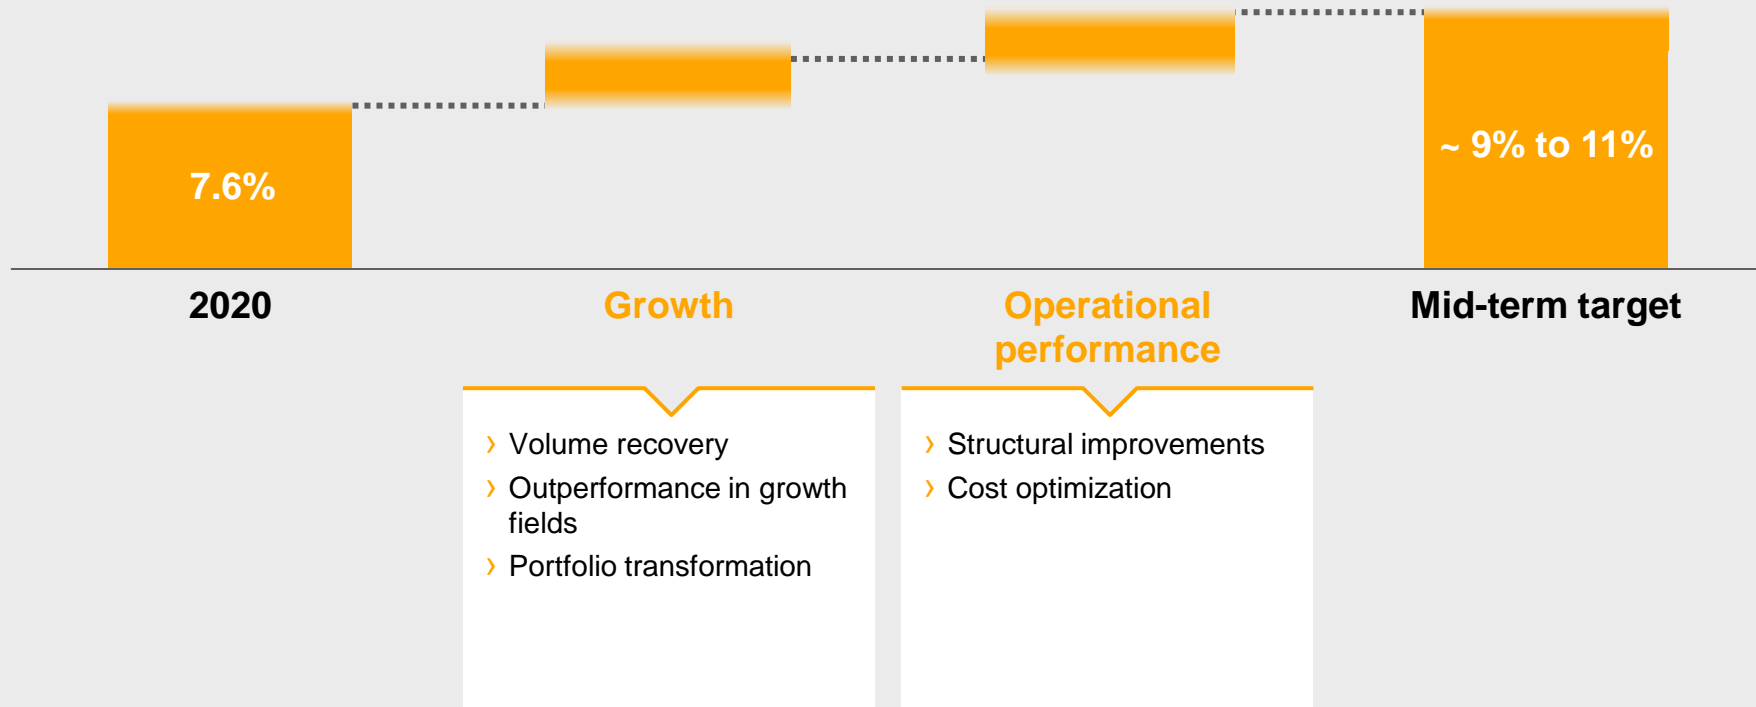 7.6%
~ 9% to 11%
2020
Growth
Operational
performance
Mid-term target
› Volume recovery
› Outperformance in growth
fields
› Portfolio transformation
› Structural improvements
› Cost optimization